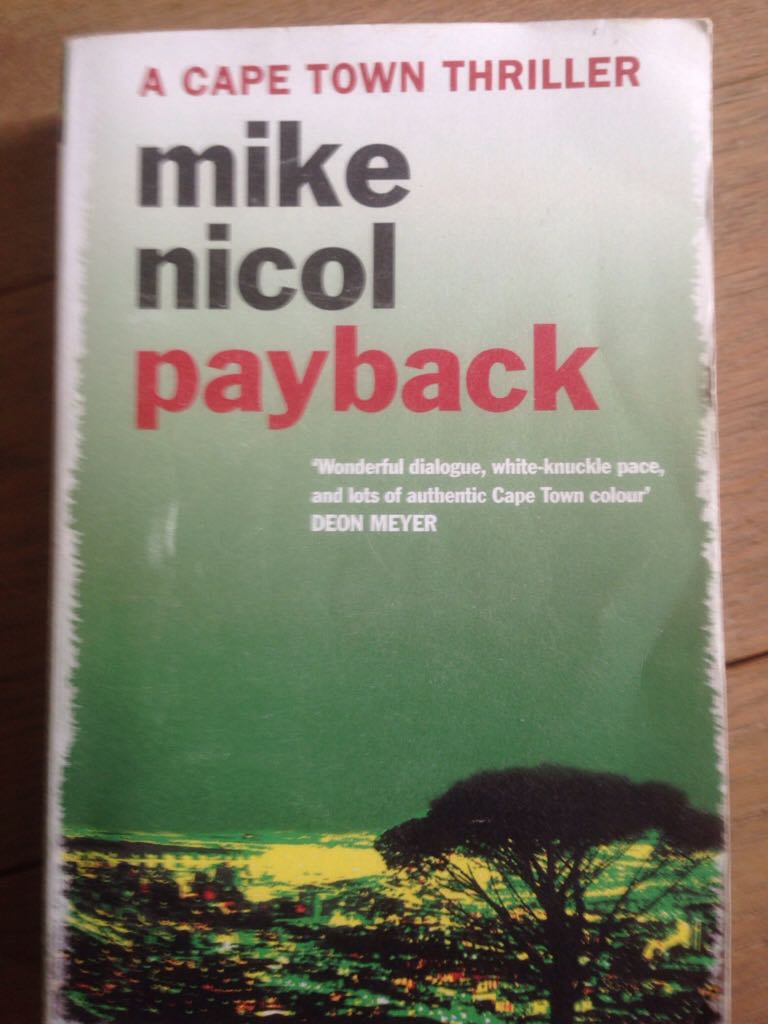 A CAPE TOWN THRILLER
mike
nicol
payback
‘Wonderful dialogue, white-knuckle pace,
and lots of authentic Cape Town colour’
DEON MEYER